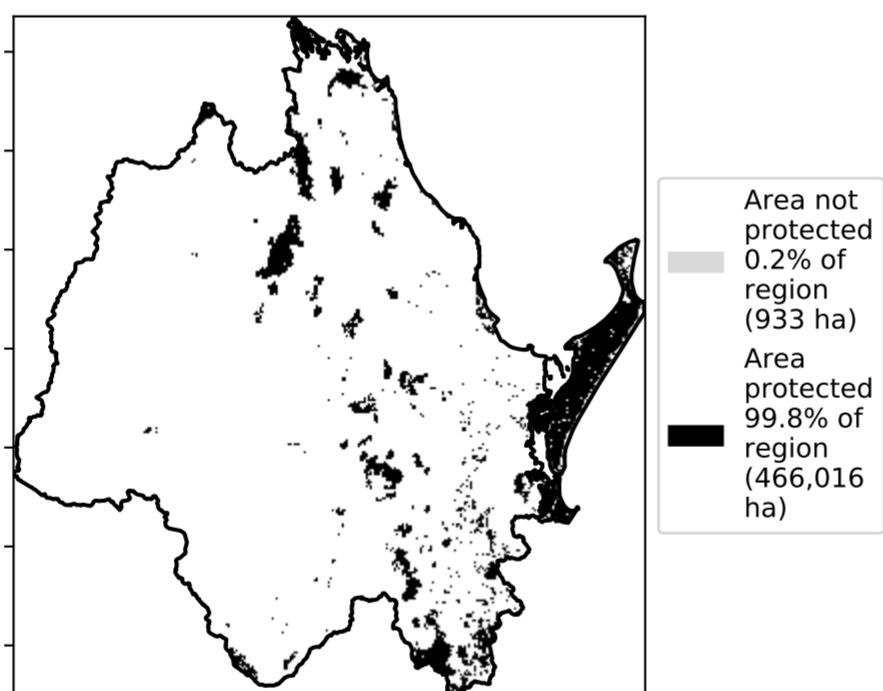 Area not
protected
0.2% of
region
(933 ha)
Area
protected
99.8% of
region
(466,016
ha)